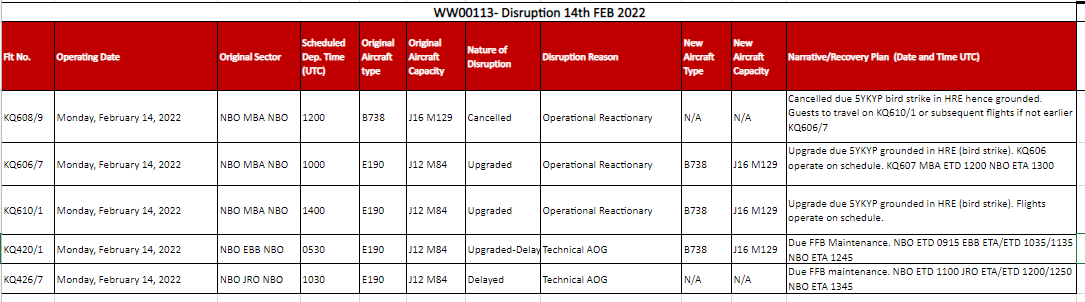 WW00113- Disruption 14th FEB 2022
Flt No. Operating Date Original Sector Scheduled Dep. Time (UTC) Original Aircraft type Original Aircraft Capacity Nature of Disruption Disruption Reason New Aircraft Type New Aircraft Capacity Narrative/Recovery Plan (Date and Time UTC)
KQ608/9 Monday, February 14, 2022 NBO MBA NBO 1200 B738 J16 M129 Cancelled Operational Reactionary N/A N/A Cancelled due 5YKYP bird strike in HRE hence grounded.
Guests to travel on KQ610/1 or subsequent flights if not earlier
KQ606/7
KQ606/7 Monday, February 14, 2022 NBO MBA NBO 1000 E190 J12 M84 Upgraded Operational Reactionary B738 J16 M129 Upgrade due 5YKYP grounded in HRE (bird strike). KQ606
operate on schedule. KQ607 MBA ETD 1200 NBO ETA 1300
KQ610/1 Monday, February 14, 2022 NBO MBA NBO 1400 E190 J12 M84 Upgraded Operational Reactionary B738 J16 M129 Upgrade due 5YKYP grounded in HRE (bird strike). Flights
operate on schedule.
KQ420/1 Monday, February 14, 2022 NBO EBB NBO 0530 E190 J12 M84 Upgraded-Delay Technical AOG B738 J16 M129 Due FFB Maintenance. NBO ETD 0915 EBB ETA/ETD 1035/1135
NBO ETA 1245
KQ426/7 Monday, February 14, 2022 NBO JRO NBO 1030 E190 J12 M84 Delayed Technical AOG N/A N/A Due FFB maintenance. NBO ETD 1100 JRO ETA/ETD 1200/1250
NBO ETA 1345